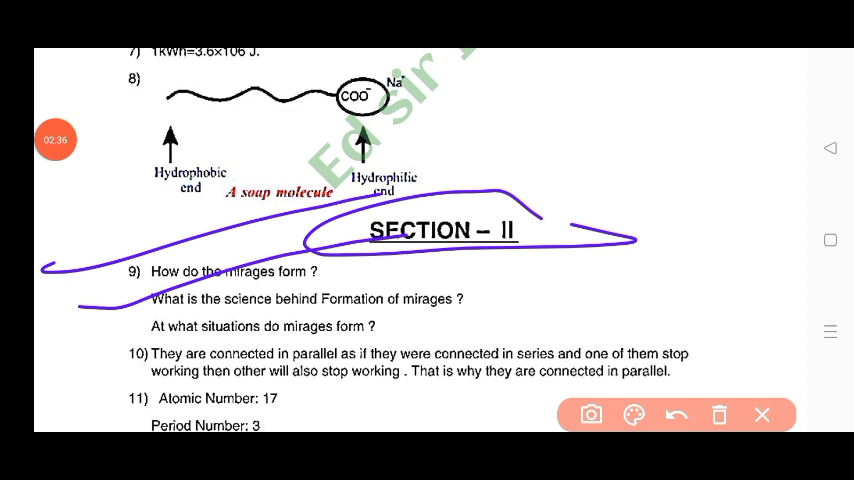 7) 1kWh=3.6×106 J.
8)
COO⁻ Na⁺
Hydrophobic end
Hydrophilic end
A soap molecule
Ed Sir
SECTION – II
02:36
9) How do the mirages form ?
What is the science behind Formation of mirages ?
At what situations do mirages form ?
10) They are connected in parallel as if they were connected in series and one of them stop
working then other will also stop working . That is why they are connected in parallel.
11) Atomic Number: 17
Period Number: 3